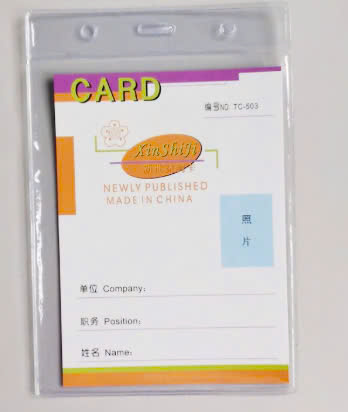 CARD
编号NO. TC-503
XinShiJi
NEWLY PUBLISHED
MADE IN CHINA
照
片
单位 Company:
职务 Position:
姓名 Name: